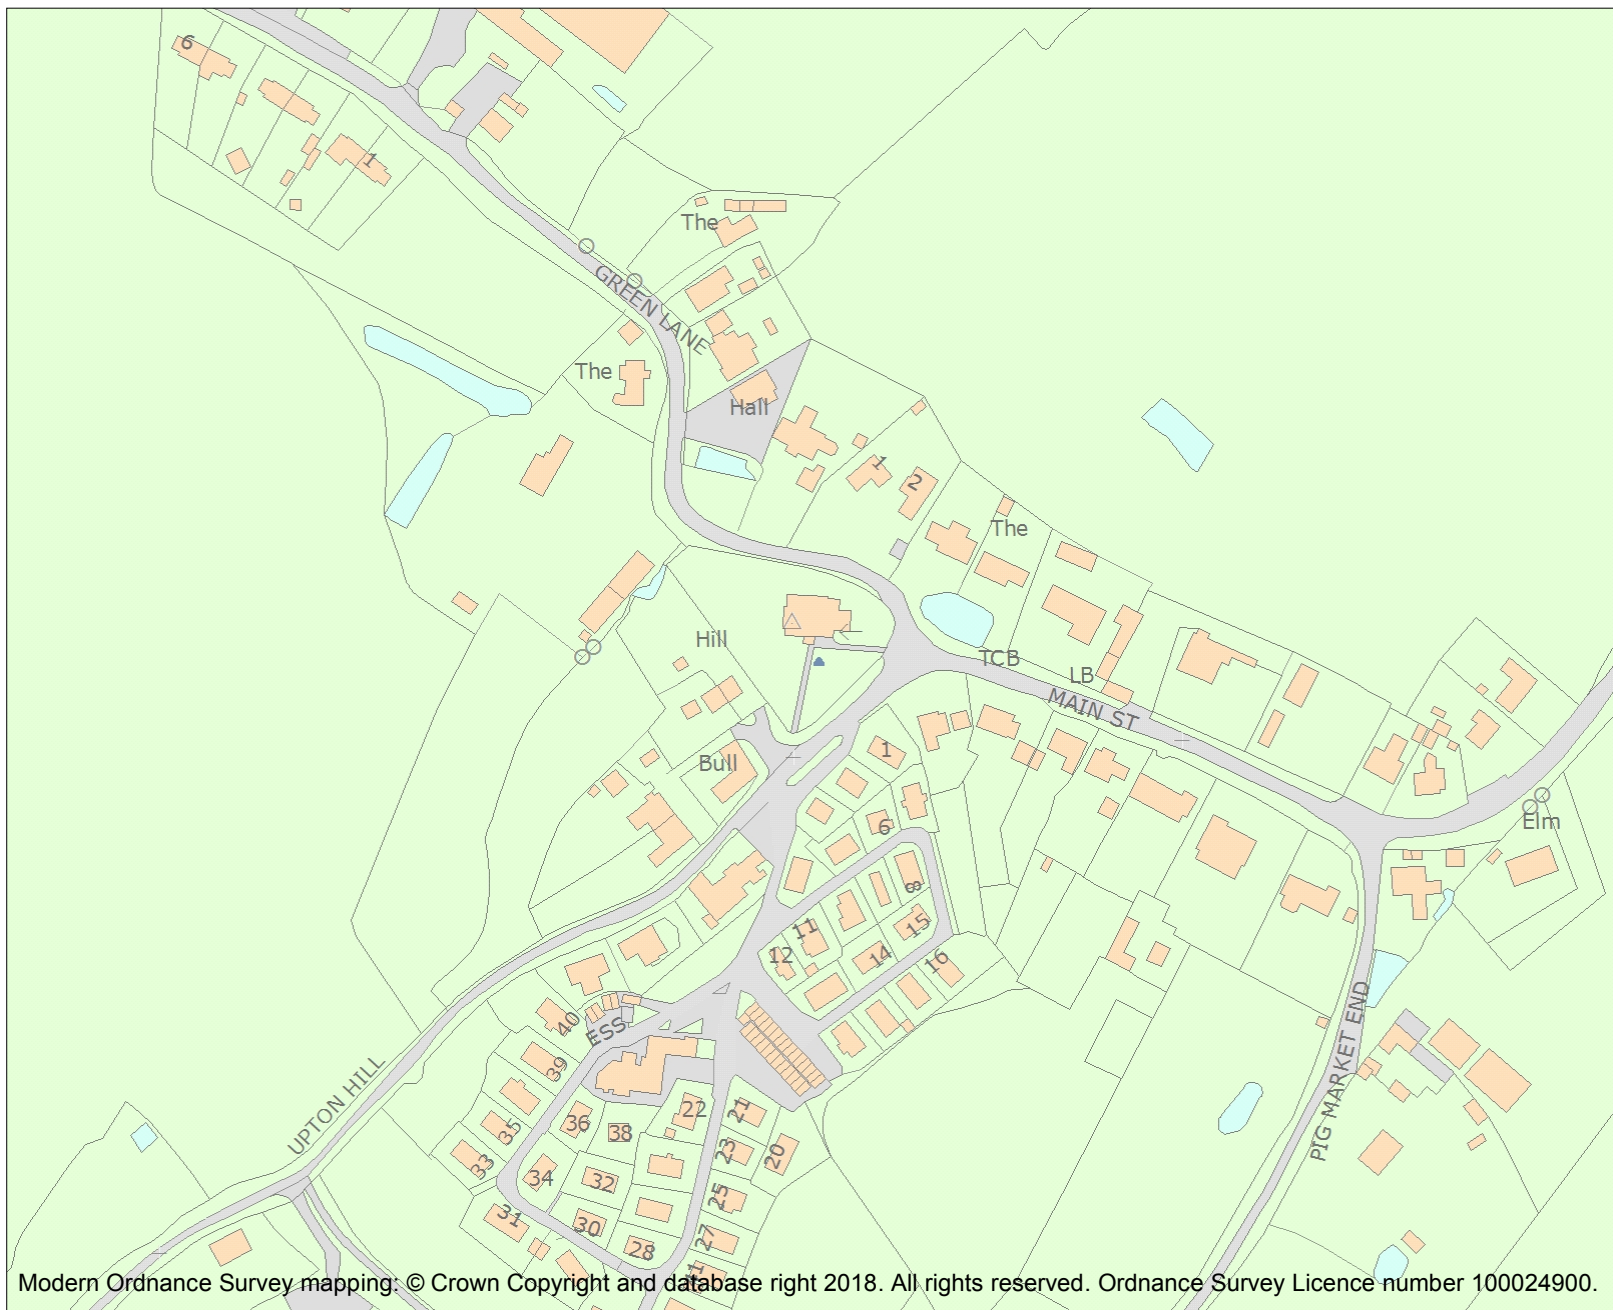 6
1
The
GREEN LANE
The
Hall
1
2
The
Hill
TCB
LB
MAIN ST
Bull
1
6
8
Elm
11
15
12
14
16
PIG MARKET END
40
ESS
39
UPTON HILL
22
21
36
38
35
23
20
33
34
32
25
31
30
27
28
41
Modern Ordnance Survey mapping: © Crown Copyright and database right 2018. All rights reserved. Ordnance Survey Licence number 100024900.